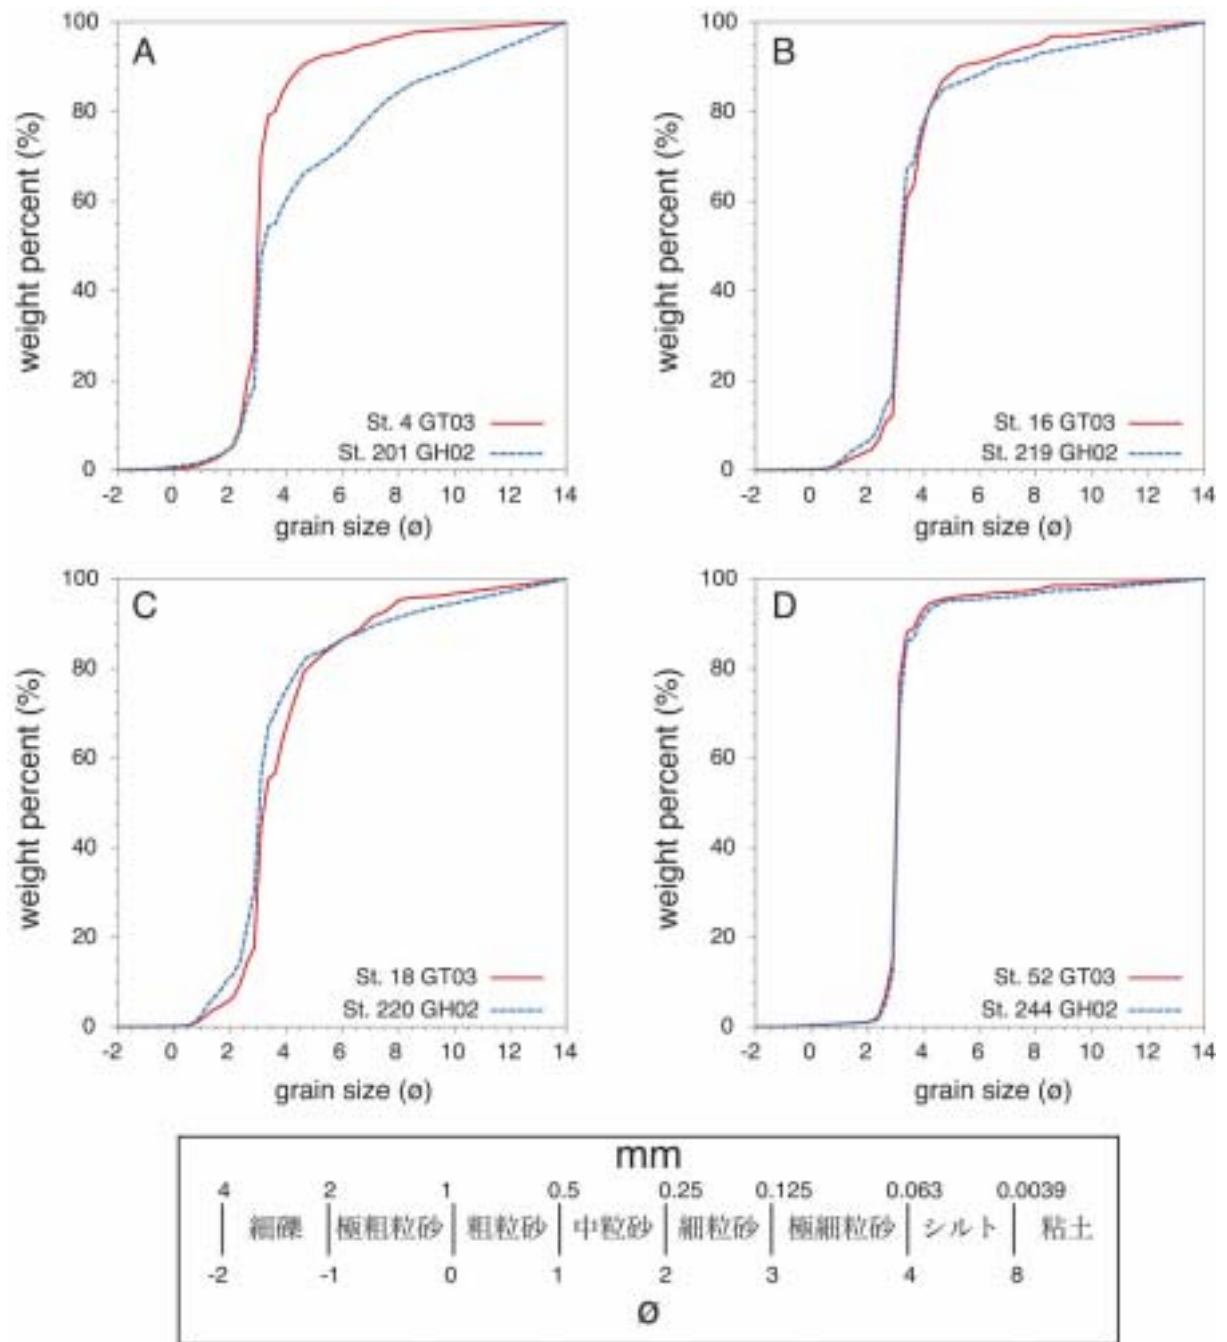 A
weight percent (%)
100
80
60
40
20
0
St. 4 GT03
St. 201 GH02
-2 0 2 4 6 8 10 12 14
grain size (ø)
B
weight percent (%)
100
80
60
40
20
0
St. 16 GT03
St. 219 GH02
-2 0 2 4 6 8 10 12 14
grain size (ø)
C
weight percent (%)
100
80
60
40
20
0
St. 18 GT03
St. 220 GH02
-2 0 2 4 6 8 10 12 14
grain size (ø)
D
weight percent (%)
100
80
60
40
20
0
St. 52 GT03
St. 244 GH02
-2 0 2 4 6 8 10 12 14
grain size (ø)
mm
4 2 1 0.5 0.25 0.125 0.063 0.0039
細礫 極粗粒砂 粗粒砂 中粒砂 細粒砂 極細粒砂 シルト 粘土
-2 -1 0 1 2 3 4 8
ø